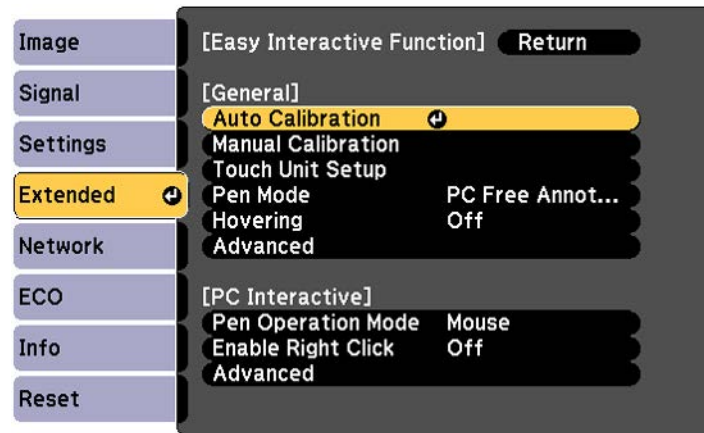 Image
Signal
Settings
Extended
Network
ECO
Info
Reset
[Easy Interactive Function] Return
[General]
Auto Calibration
Manual Calibration
Touch Unit Setup
Pen Mode PC Free Annot...
Hovering Off
Advanced
[PC Interactive]
Pen Operation Mode Mouse
Enable Right Click Off
Advanced